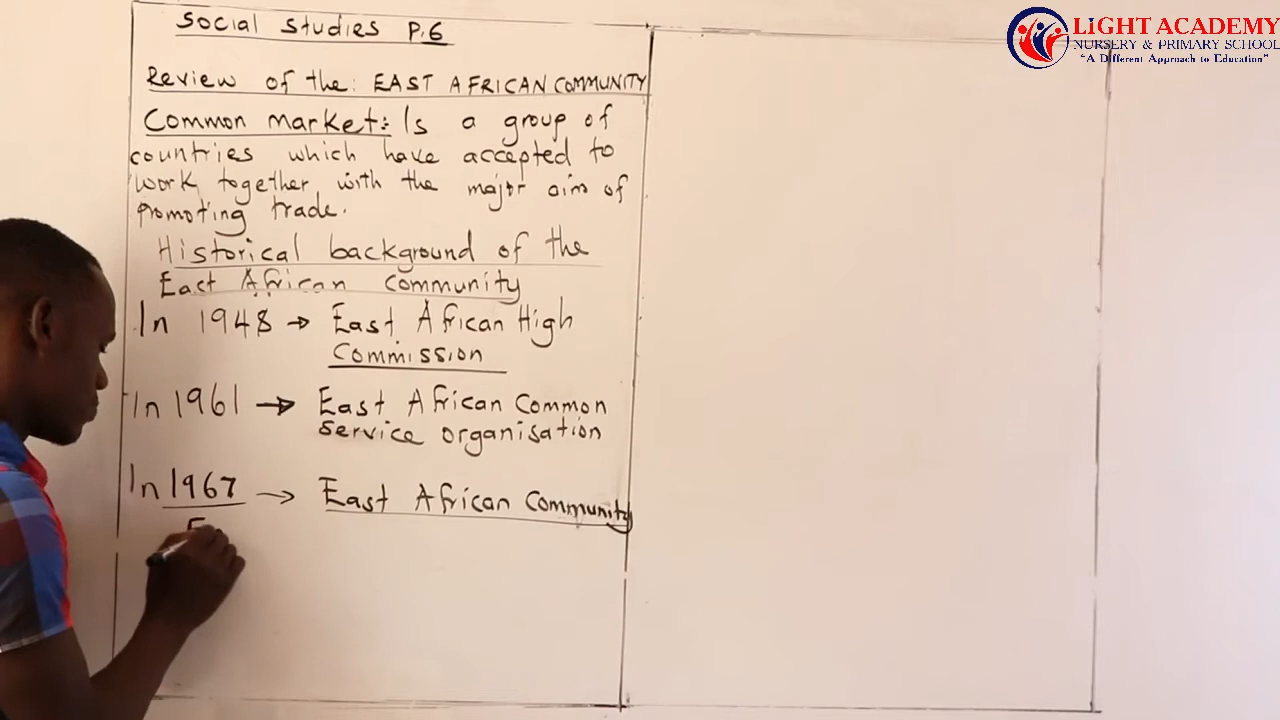 Social Studies P.6
Review of the: EAST AFRICAN COMMUNITY
Common Market: Is a group of
countries which have accepted to
work together with the major aim of
promoting trade.
Historical background of the
East African Community
In 1948 → East African High
Commission
In 1961 → East African Common
Service organisation
In 1967 → East African Community
LIGHT ACADEMY
NURSERY & PRIMARY SCHOOL
"A Different Approach to Education"